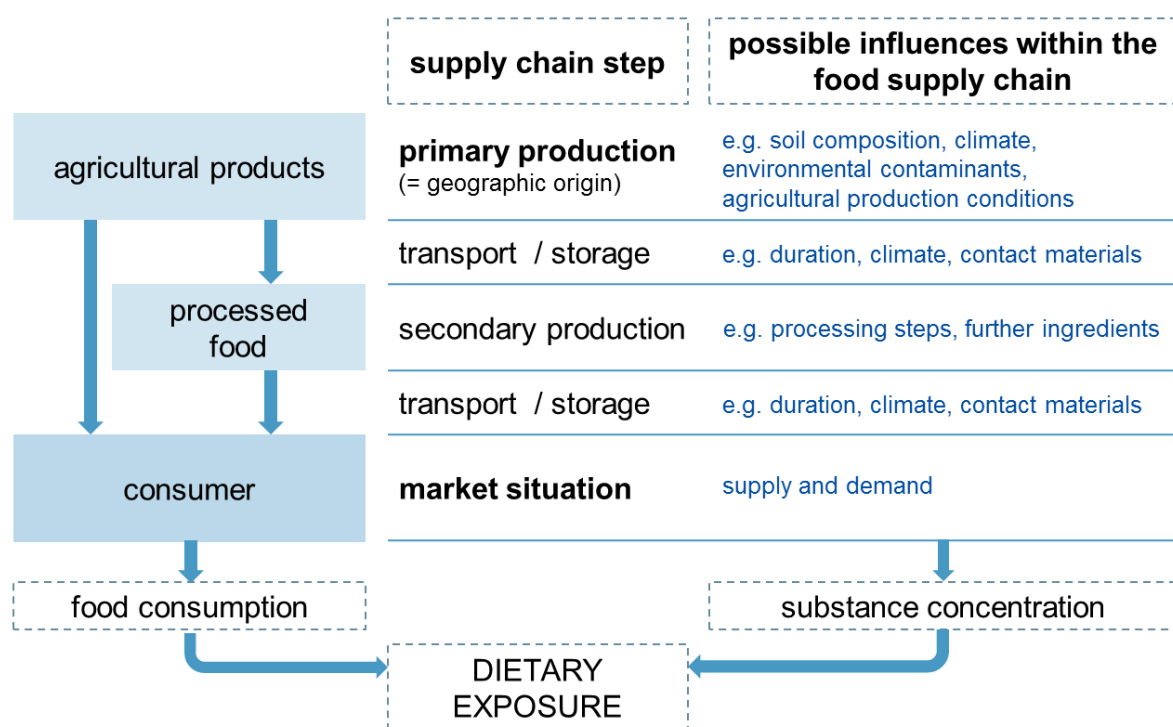 supply chain step
possible influences within the
food supply chain
agricultural products
primary production
(= geographic origin)
e.g. soil composition, climate,
environmental contaminants,
agricultural production conditions
transport / storage
e.g. duration, climate, contact materials
processed
food
secondary production
e.g. processing steps, further ingredients
transport / storage
e.g. duration, climate, contact materials
consumer
market situation
supply and demand
food consumption
substance concentration
DIETARY
EXPOSURE